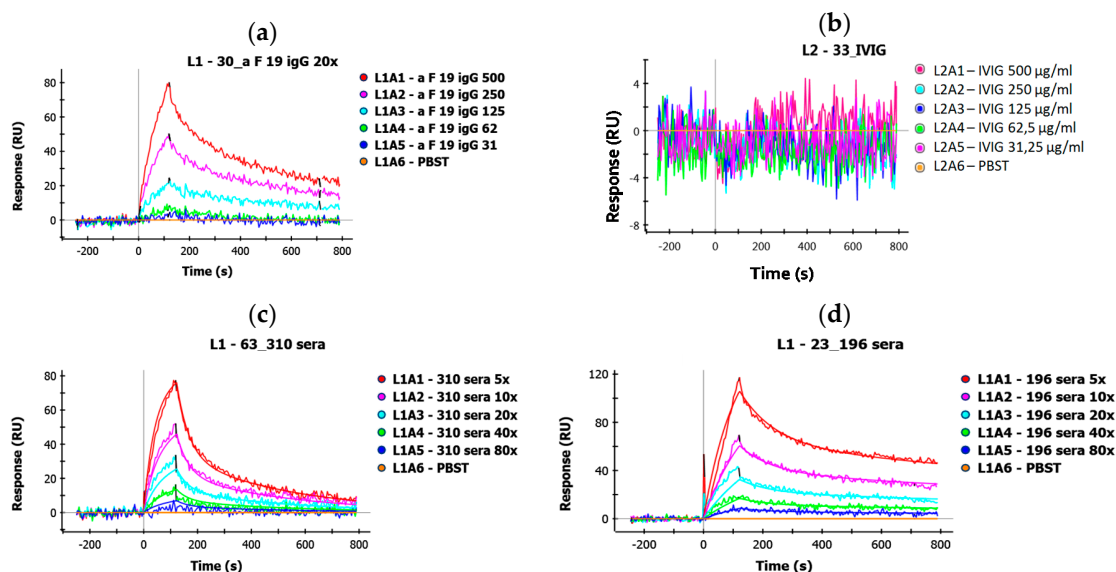 (a)
L1 - 30_a F 19 igG 20x
Response (RU)
80
60
40
20
0
-200 0 200 400 600 800
Time (s)
L1A1 - a F 19 igG 500
L1A2 - a F 19 igG 250
L1A3 - a F 19 igG 125
L1A4 - a F 19 igG 62
L1A5 - a F 19 igG 31
L1A6 - PBST
(b)
L2 - 33_IVIG
Response (RU)
4
0
-4
-8
-200 0 200 400 600 800
Time (s)
L2A1 – IVIG 500 µg/ml
L2A2 – IVIG 250 µg/ml
L2A3 – IVIG 125 µg/ml
L2A4 – IVIG 62,5 µg/ml
L2A5 – IVIG 31,25 µg/ml
L2A6 – PBST
(c)
L1 - 63_310 sera
Response (RU)
80
60
40
20
0
-200 0 200 400 600 800
Time (s)
L1A1 - 310 sera 5x
L1A2 - 310 sera 10x
L1A3 - 310 sera 20x
L1A4 - 310 sera 40x
L1A5 - 310 sera 80x
L1A6 - PBST
(d)
L1 - 23_196 sera
Response (RU)
120
80
40
0
-200 0 200 400 600 800
Time (s)
L1A1 - 196 sera 5x
L1A2 - 196 sera 10x
L1A3 - 196 sera 20x
L1A4 - 196 sera 40x
L1A5 - 196 sera 80x
L1A6 - PBST